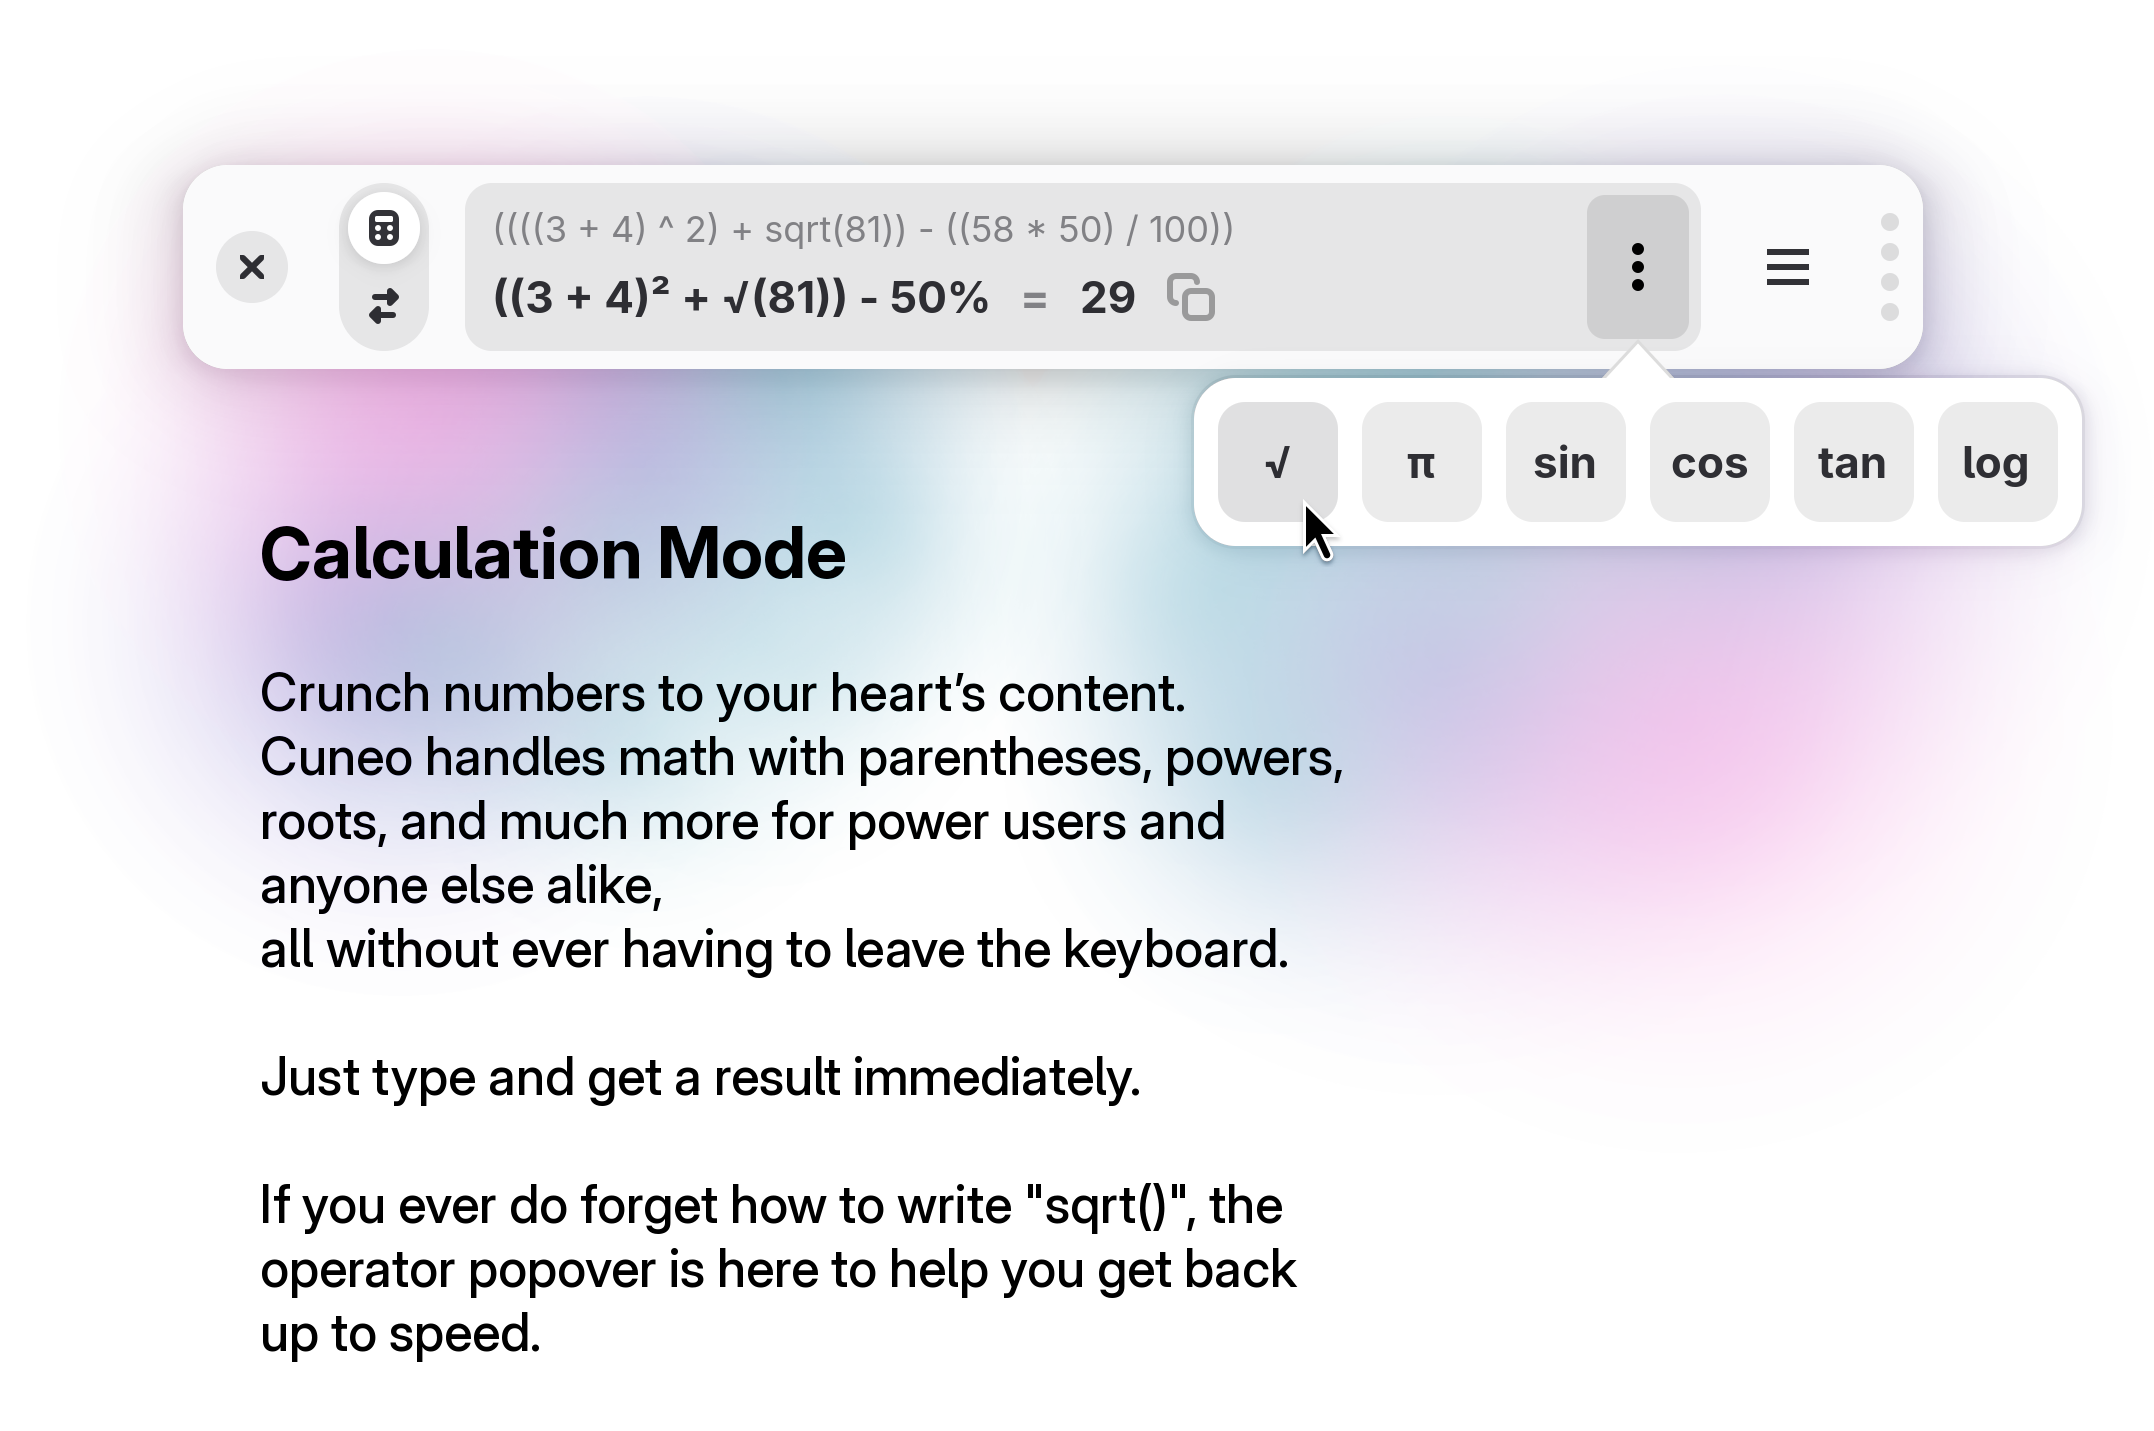 ((((3 + 4) ^ 2) + sqrt(81)) - ((58 * 50) / 100))
((3 + 4)² + √(81)) - 50% = 29
√ π sin cos tan log
Calculation Mode
Crunch numbers to your heart’s content.
Cuneo handles math with parentheses, powers,
roots, and much more for power users and
anyone else alike,
all without ever having to leave the keyboard.
Just type and get a result immediately.
If you ever do forget how to write "sqrt()", the
operator popover is here to help you get back
up to speed.